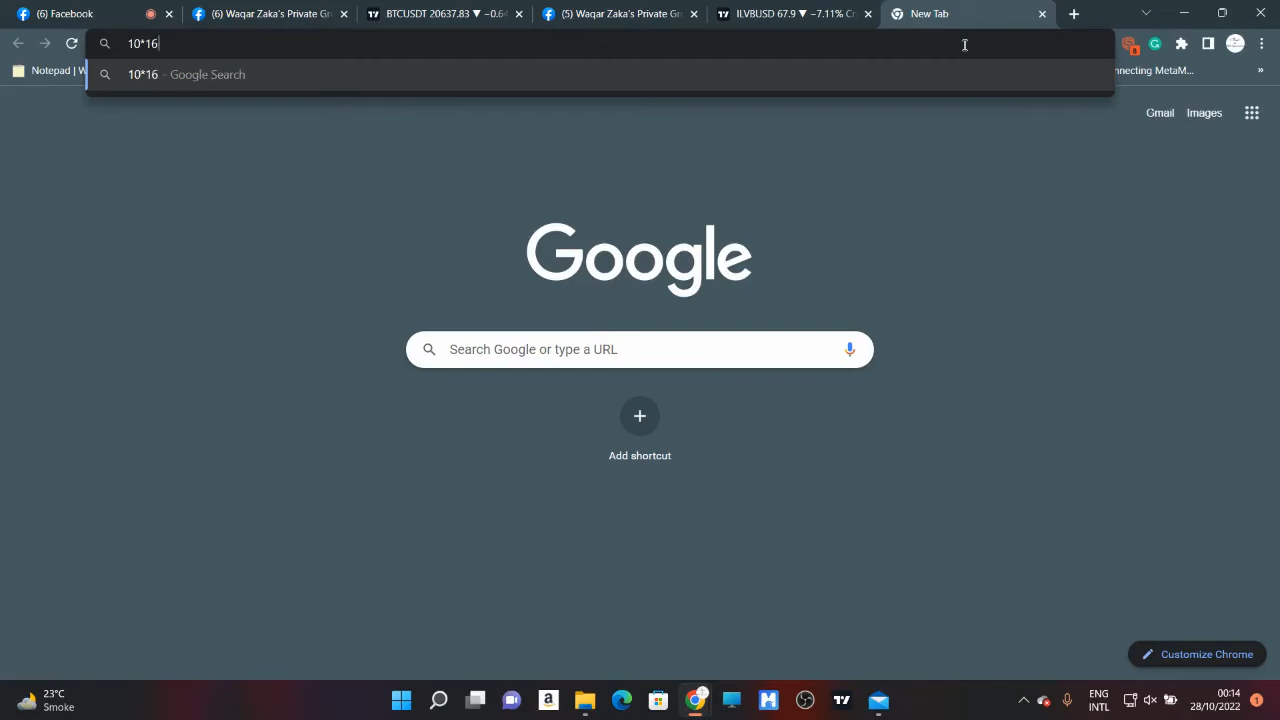 (6) Facebook
(6) Waqar Zaka's Private Gr
BTCUSDT 20637.83 ▼ −0.64
(5) Waqar Zaka's Private Gr
ILVBUSD 67.9 ▼ −7.11% Cr
New Tab
10*16
10*16 - Google Search
Notepad | W
nnecting MetaM...
»
Gmail
Images
Google
Search Google or type a URL
Add shortcut
Customize Chrome
23°C
Smoke
ENG
INTL
00:14
28/10/2022